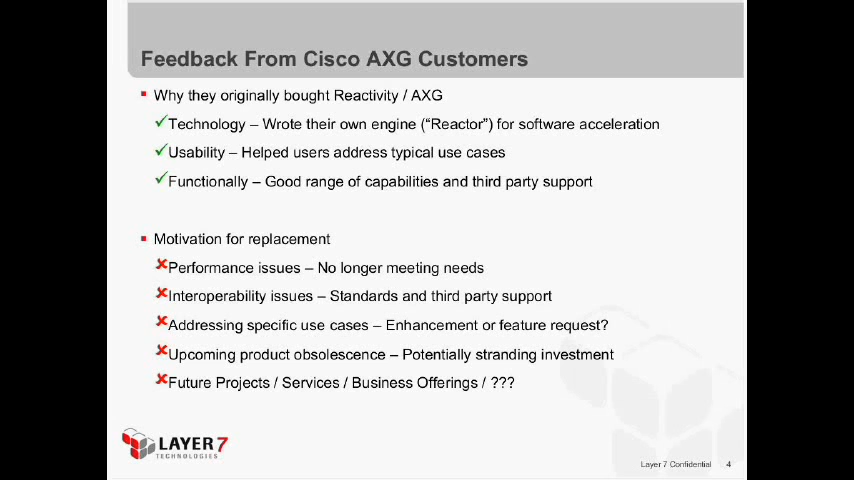 Feedback From Cisco AXG Customers
Why they originally bought Reactivity / AXG
Technology – Wrote their own engine (“Reactor”) for software acceleration
Usability – Helped users address typical use cases
Functionally – Good range of capabilities and third party support
Motivation for replacement
Performance issues – No longer meeting needs
Interoperability issues – Standards and third party support
Addressing specific use cases – Enhancement or feature request?
Upcoming product obsolescence – Potentially stranding investment
Future Projects / Services / Business Offerings / ???
LAYER 7
TECHNOLOGIES
Layer 7 Confidential 4